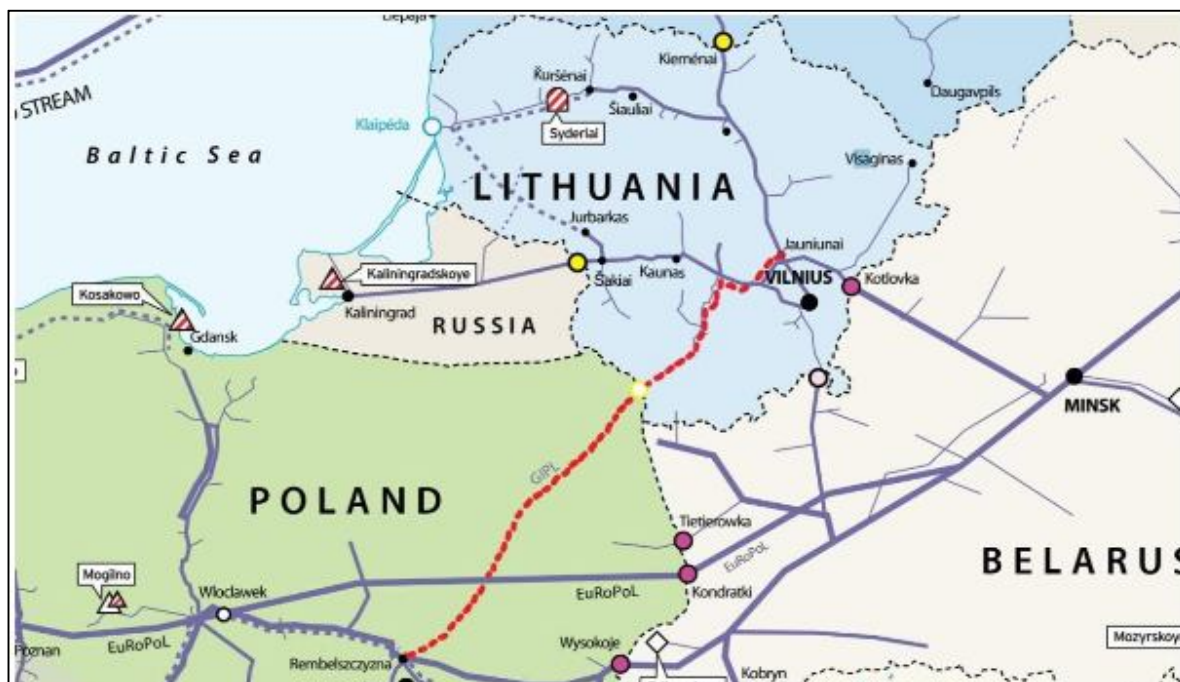 Liepaja
Kiemėnai
Kuršėnai
Daugavpils
STREAM
Šiauliai
Klaipėda
Syderiai
Baltic Sea
Visaginas
LITHUANIA
Jurbarkas
Jauniunai
Kaliningradskoye
Šakiai
Kaunas
VILNIUS
Kotlovka
Kosakowo
Kaliningrad
RUSSIA
Gdansk
MINSK
GIPL
POLAND
Tietierowka
EuRoPoL
BELARUS
Mogilno
Wloclawek
EuRoPoL
Kondratki
EuRoPoL
Wysokoje
Mozyrskoy
Poznan
Rembelszczyzna
Kobryn